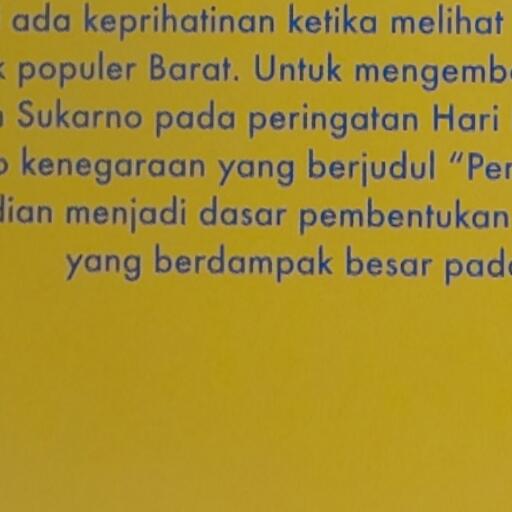 ada keprihatinan ketika melihat
populer Barat. Untuk mengemb
Sukarno pada peringatan Hari
kenegaraan yang berjudul “Per
dian menjadi dasar pembentukan
yang berdampak besar pada